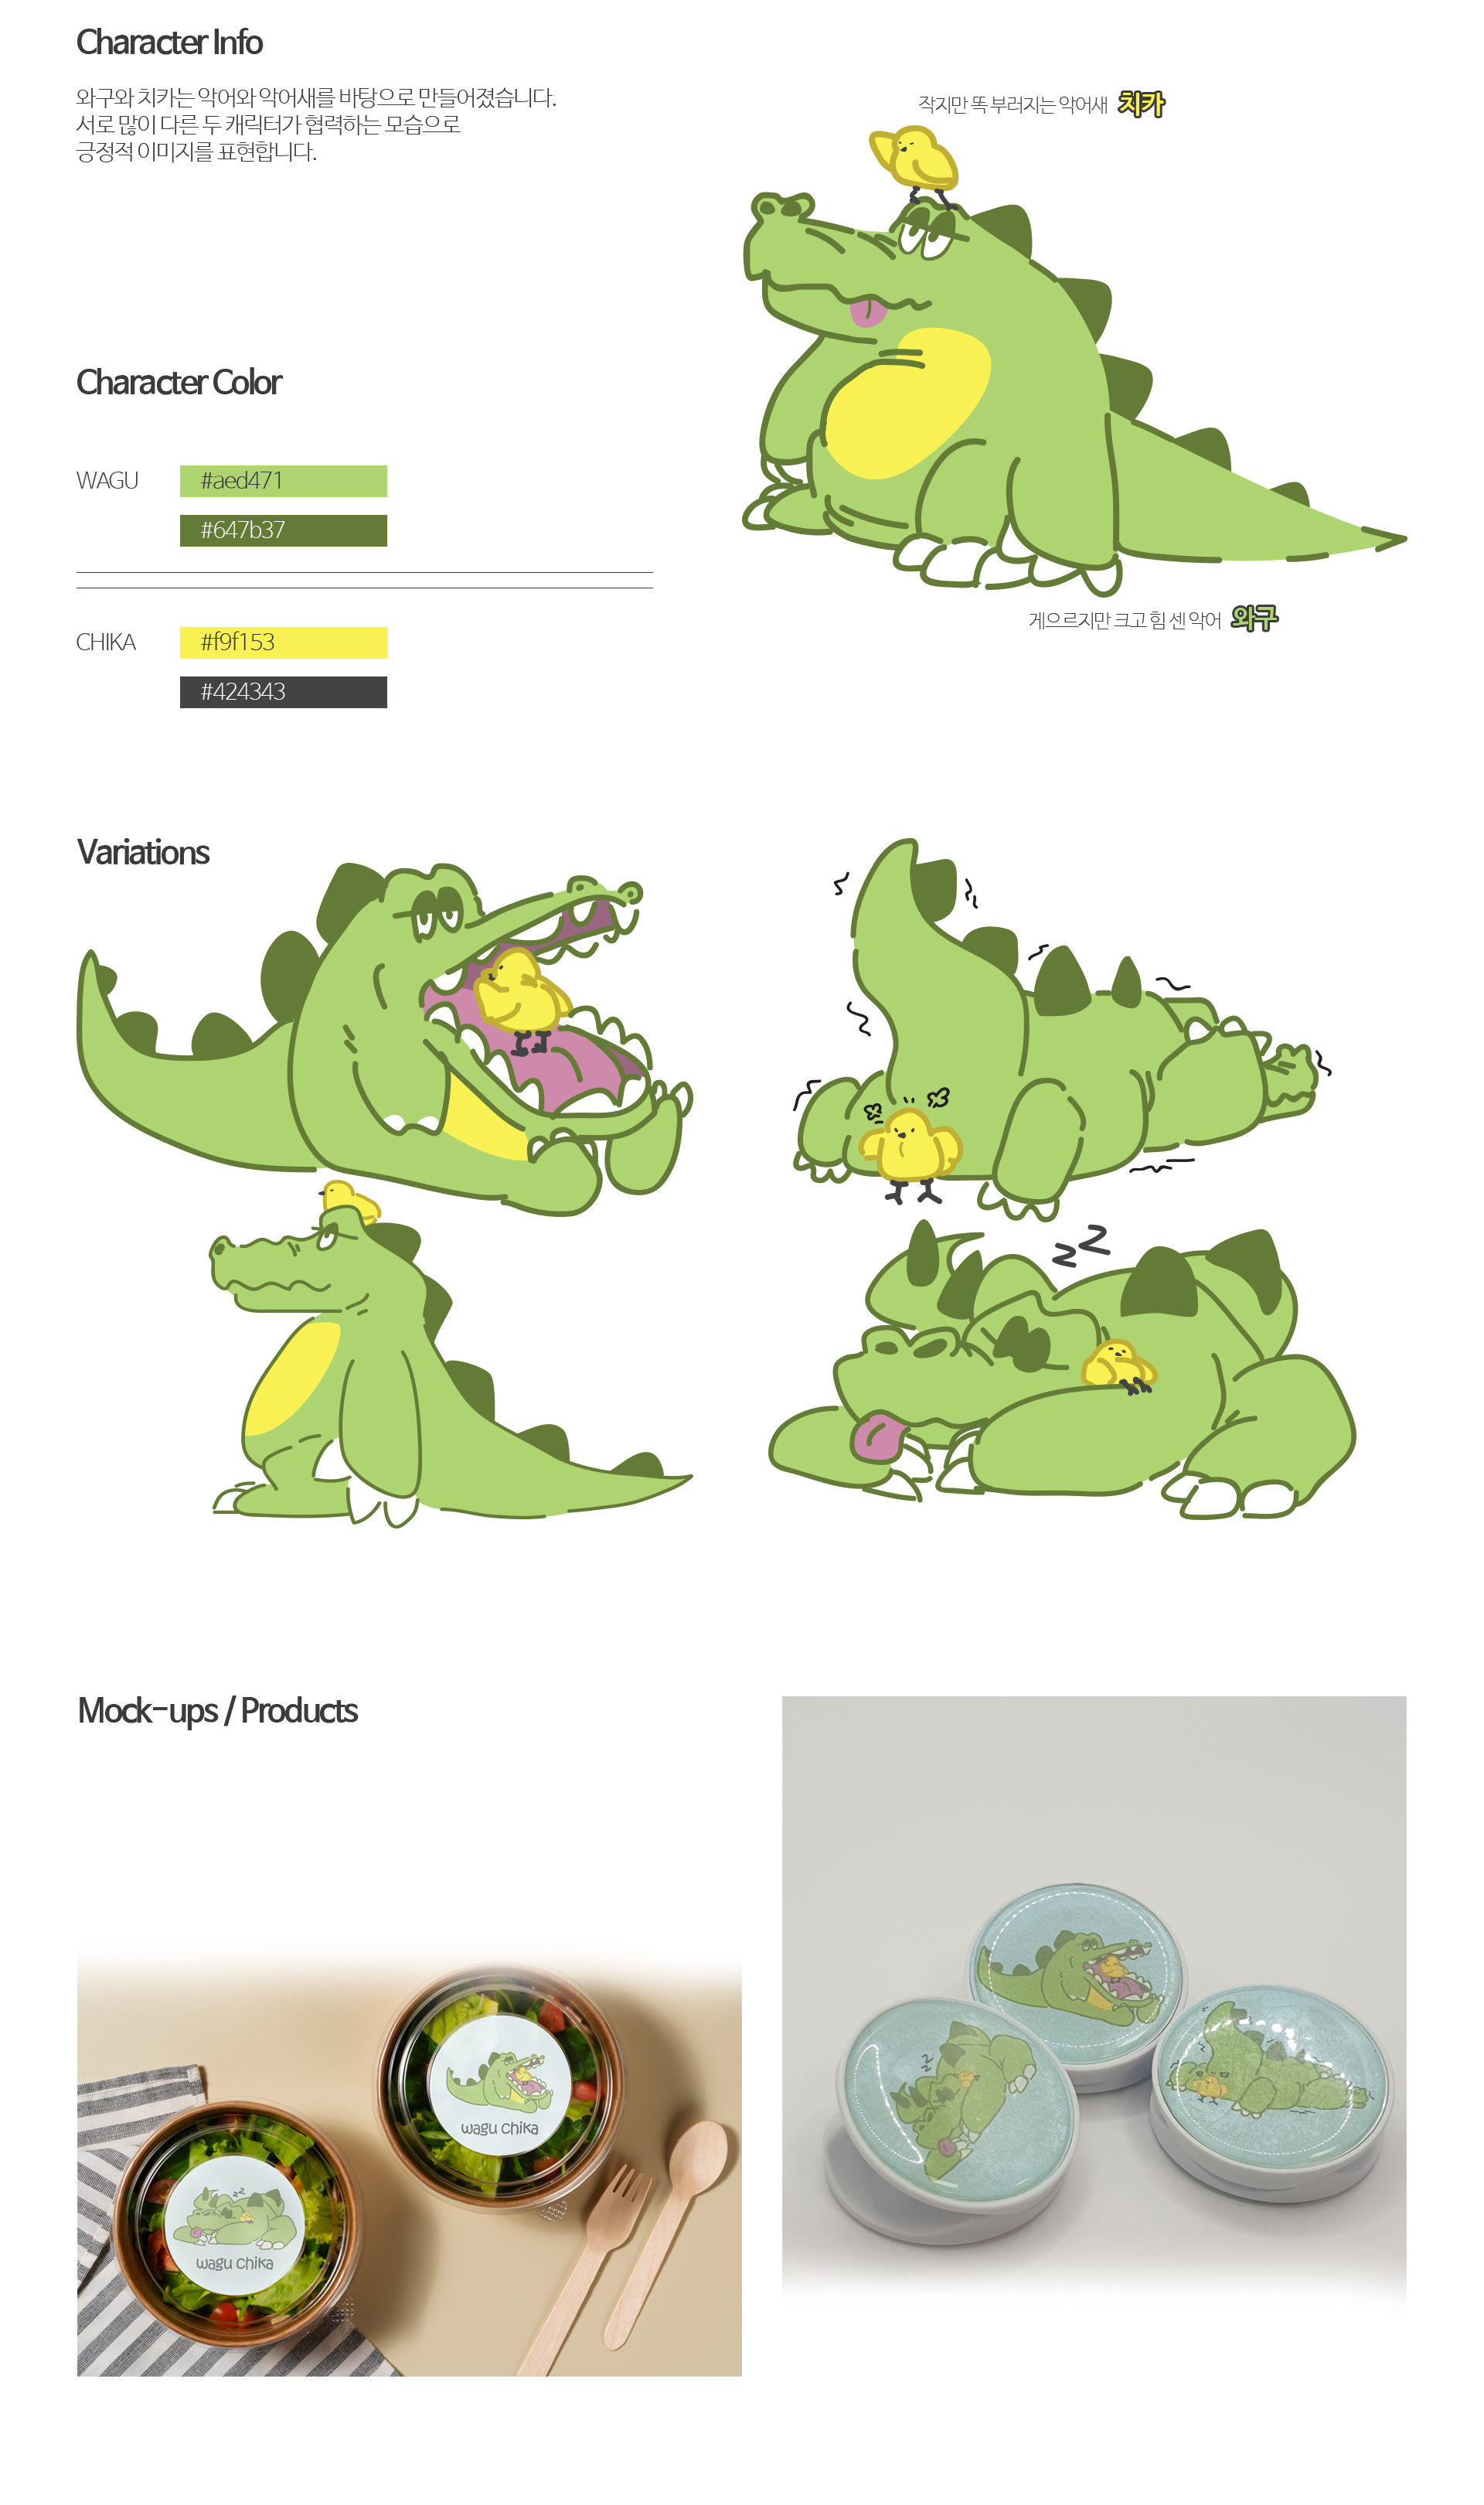 Character Info
와구와 치카는 악어와 악어새를 바탕으로 만들어졌습니다.
서로 많이 다른 두 캐릭터가 협력하는 모습으로
긍정적 이미지를 표현합니다.
작지만 똑 부러지는 악어새 치카
Character Color
WAGU #aed471
#647b37
CHIKA #f9f153
#424343
게으르지만 크고 힘 센 악어 와구
Variations
zz
Mock-ups / Products
wagu chika
zz
wagu chika
zz